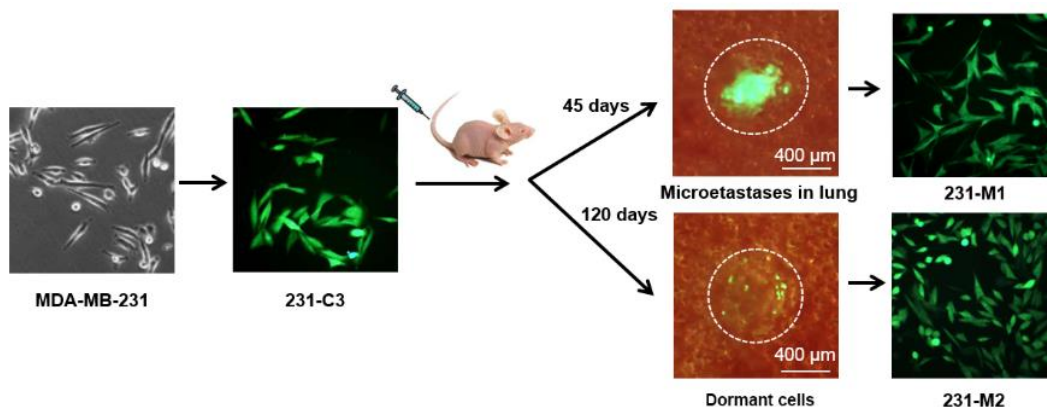 MDA-MB-231
231-C3
45 days
120 days
400 μm
Microetastases in lung
231-M1
400 μm
Dormant cells
231-M2